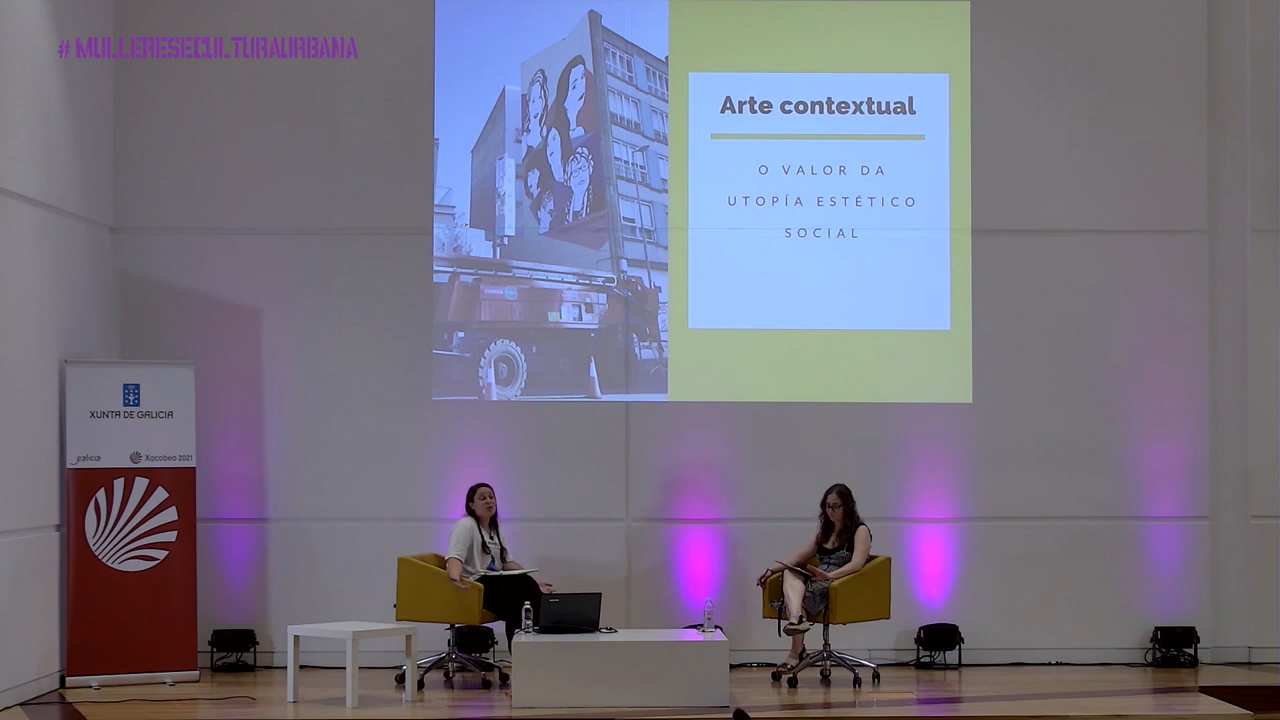 # MULLERESECULTURAURBANA
Arte contextual
O VALOR DA
UTOPÍA ESTÉTICO
SOCIAL
XUNTA DE GALICIA
galicia
Xacobeo 2021